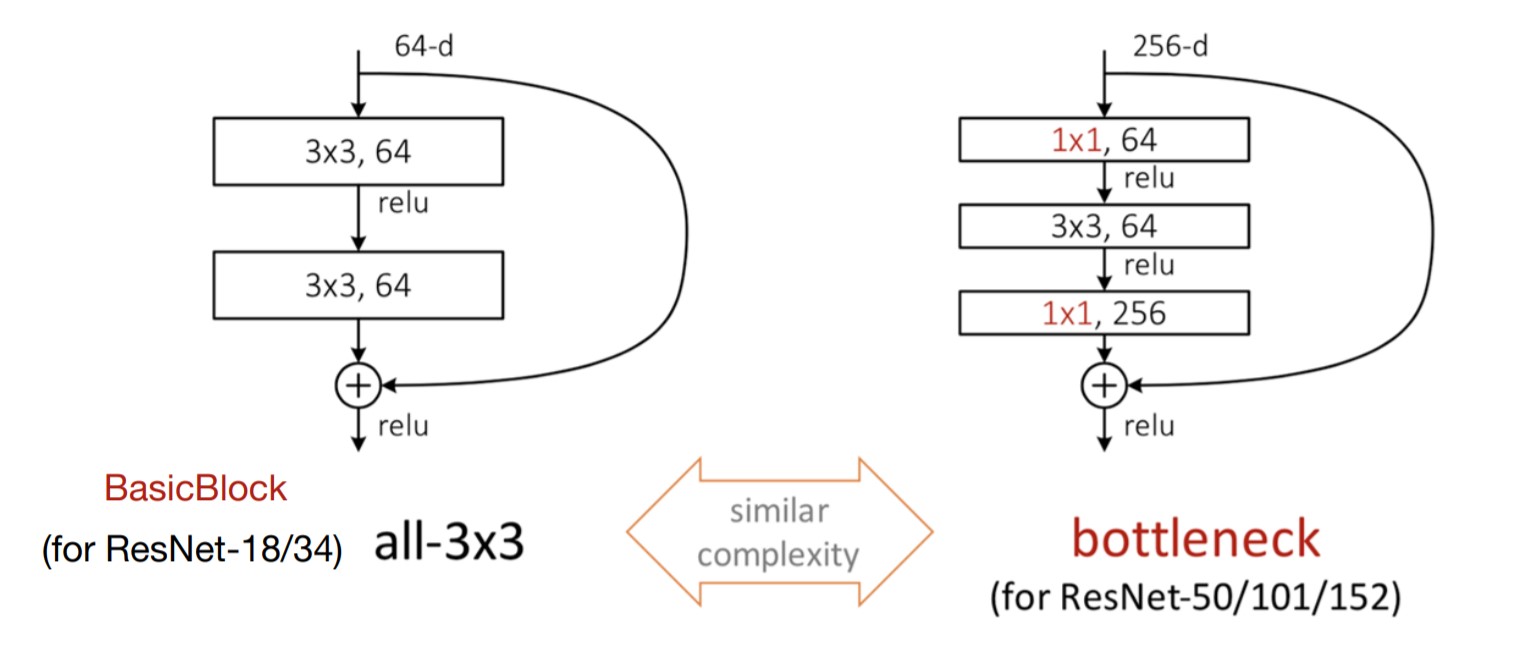 64-d
3x3, 64
relu
3x3, 64
+
relu
BasicBlock
(for ResNet-18/34)
all-3x3
similar
complexity
256-d
1x1, 64
relu
3x3, 64
relu
1x1, 256
+
relu
bottleneck
(for ResNet-50/101/152)